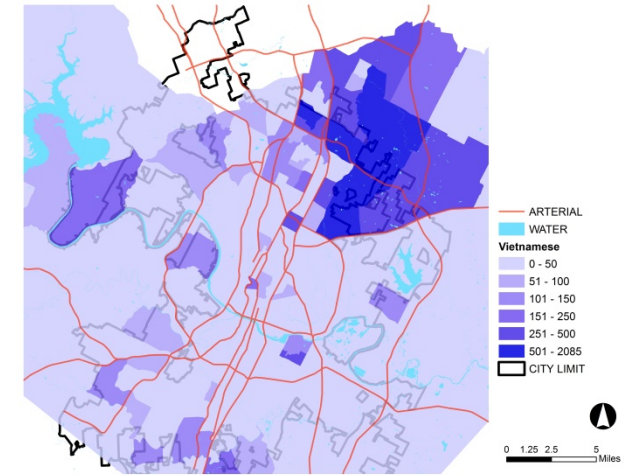 ARTERIAL
WATER
Vietnamese
0 - 50
51 - 100
101 - 150
151 - 250
251 - 500
501 - 2085
CITY LIMIT
0 1.25 2.5 5
Miles